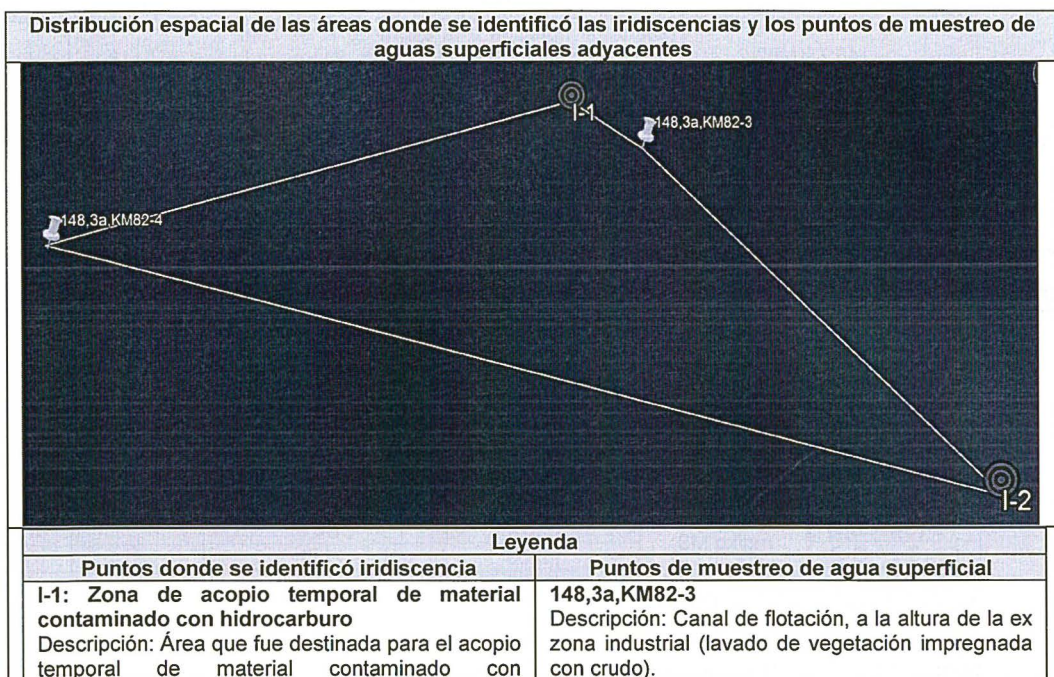 Distribución espacial de las áreas donde se identificó las iridiscencias y los puntos de muestreo de
aguas superficiales adyacentes
I-1
148,3a,KM82-3
148,3a,KM82-4
I-2
Leyenda
Puntos donde se identificó iridiscencia
I-1: Zona de acopio temporal de material
contaminado con hidrocarburo
Descripción: Área que fue destinada para el acopio
temporal de material contaminado con
Puntos de muestreo de agua superficial
148,3a,KM82-3
Descripción: Canal de flotación, a la altura de la ex
zona industrial (lavado de vegetación impregnada
con crudo).